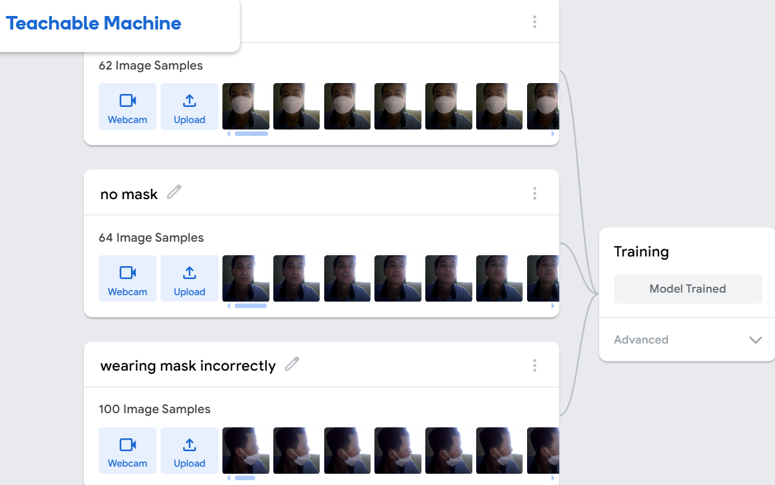 Teachable Machine
62 Image Samples
Webcam
Upload
no mask
64 Image Samples
Webcam
Upload
wearing mask incorrectly
100 Image Samples
Webcam
Upload
Training
Model Trained
Advanced